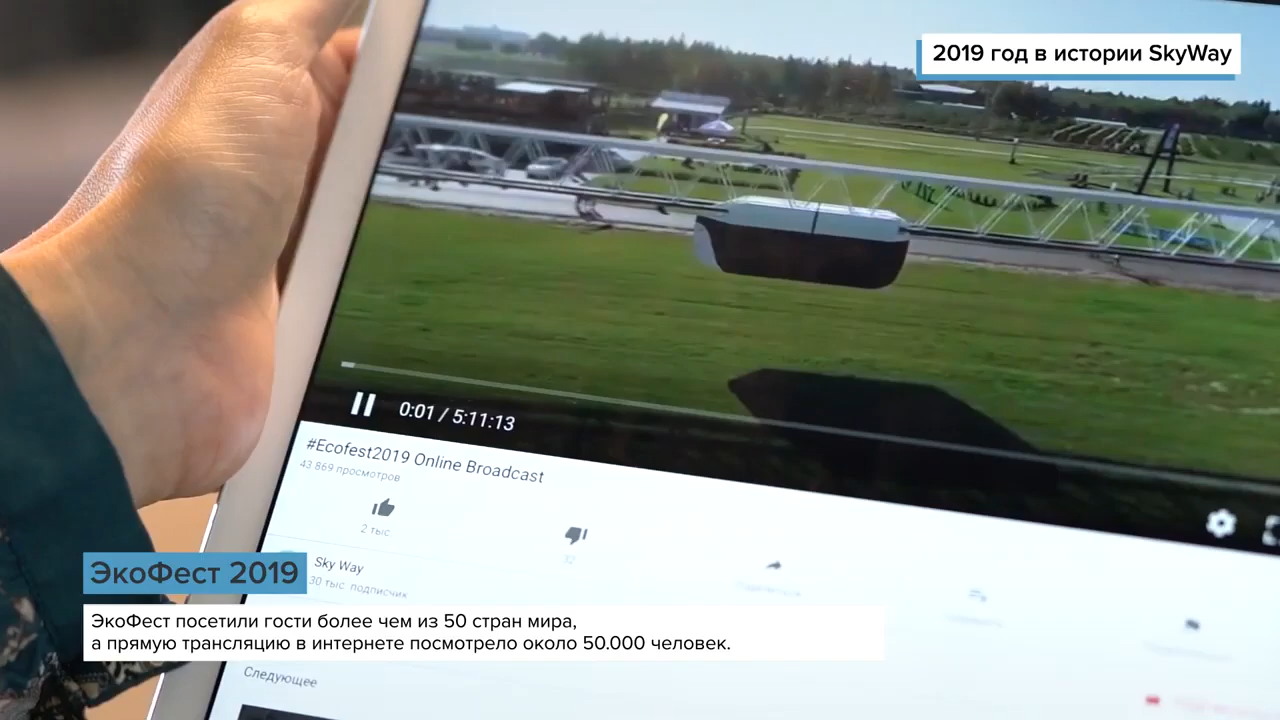 2019 год в истории SkyWay
0:01 / 5:11:13
#Ecofest2019 Online Broadcast
43 869 просмотров
2 тыс.
32
Sky Way
30 тыс. подписчик
ЭкоФест 2019
ЭкоФест посетили гости более чем из 50 стран мира,
а прямую трансляцию в интернете посмотрело около 50.000 человек.
Следующее